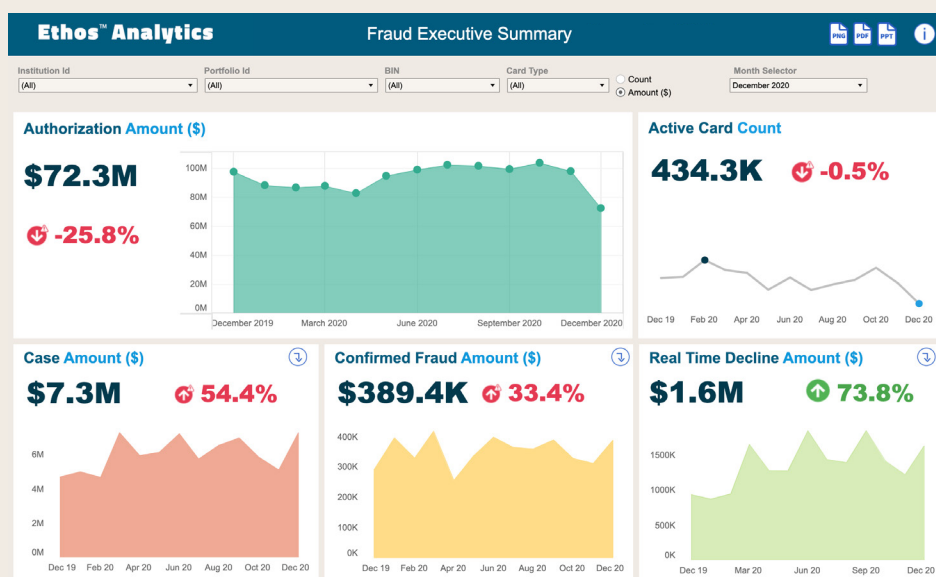 Ethos™ Analytics
Fraud Executive Summary
PNG PDF PPT i
Institution Id Portfolio Id BIN Card Type Month Selector
(All) (All) (All) (All) December 2020
Count
Amount ($)
Authorization Amount ($)
$72.3M
-25.8%
100M
80M
60M
40M
20M
0M
December 2019 March 2020 June 2020 September 2020 December 2020
Active Card Count
434.3K -0.5%
Dec 19 Feb 20 Apr 20 Jun 20 Aug 20 Oct 20 Dec 20
Case Amount ($)
$7.3M 54.4%
6M
4M
2M
0M
Dec 19 Feb 20 Apr 20 Jun 20 Aug 20 Oct 20 Dec 20
Confirmed Fraud Amount ($)
$389.4K 33.4%
400K
300K
200K
100K
0K
Dec 19 Feb 20 Apr 20 Jun 20 Aug 20 Oct 20 Dec 20
Real Time Decline Amount ($)
$1.6M 73.8%
1500K
1000K
500K
0K
Dec 19 Mar 20 Jun 20 Sep 20 Dec 20